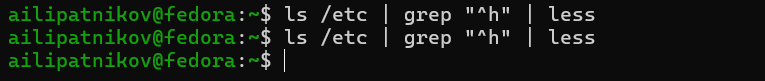 ailipatnikov@fedora:~$ ls /etc | grep "^h" | less
ailipatnikov@fedora:~$ ls /etc | grep "^h" | less
ailipatnikov@fedora:~$